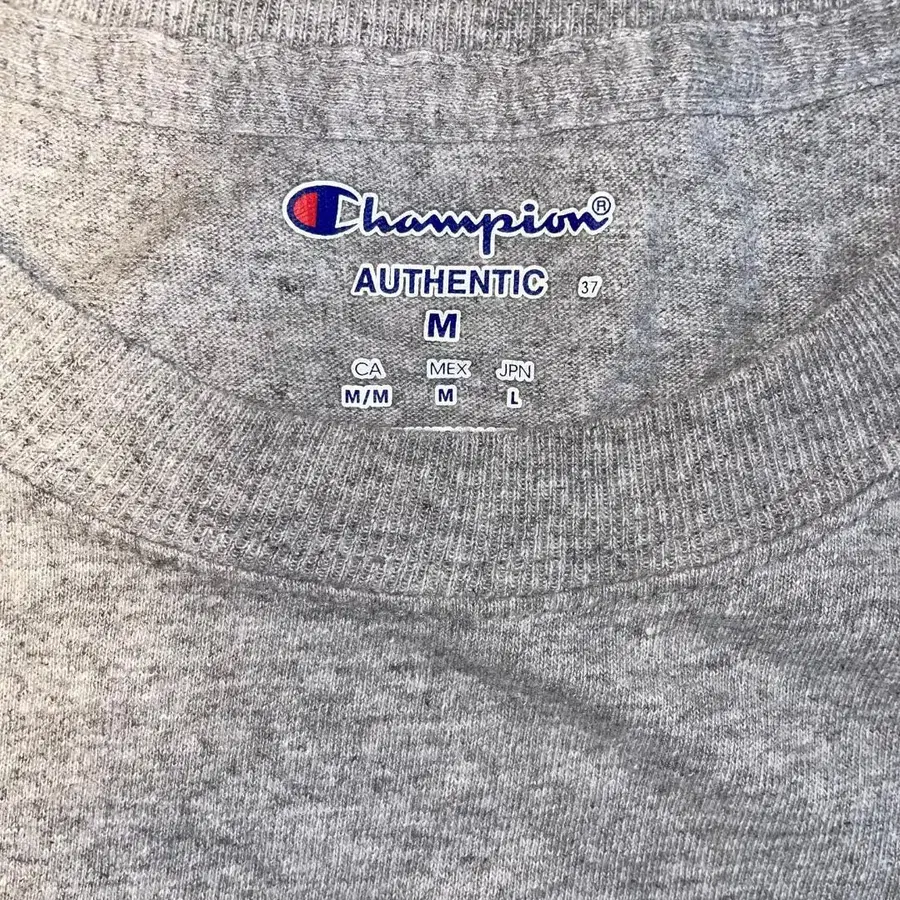 Champion®
AUTHENTIC 37
M
CA MEX JPN
M/M M L